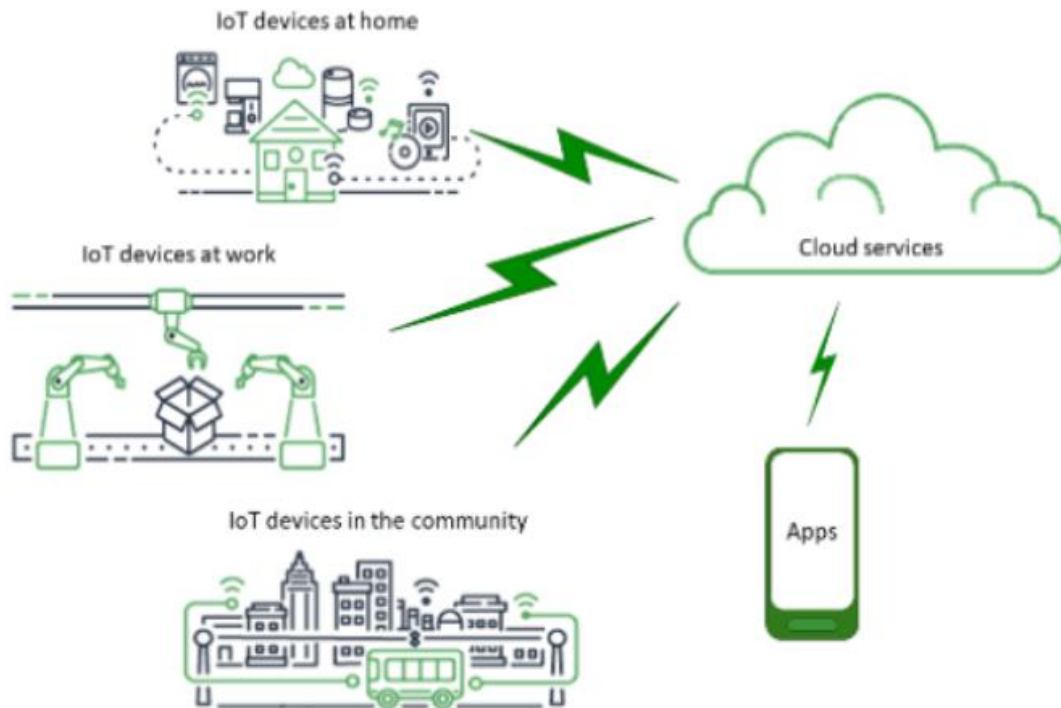 IoT devices at home
Cloud services
IoT devices at work
IoT devices in the community
Apps